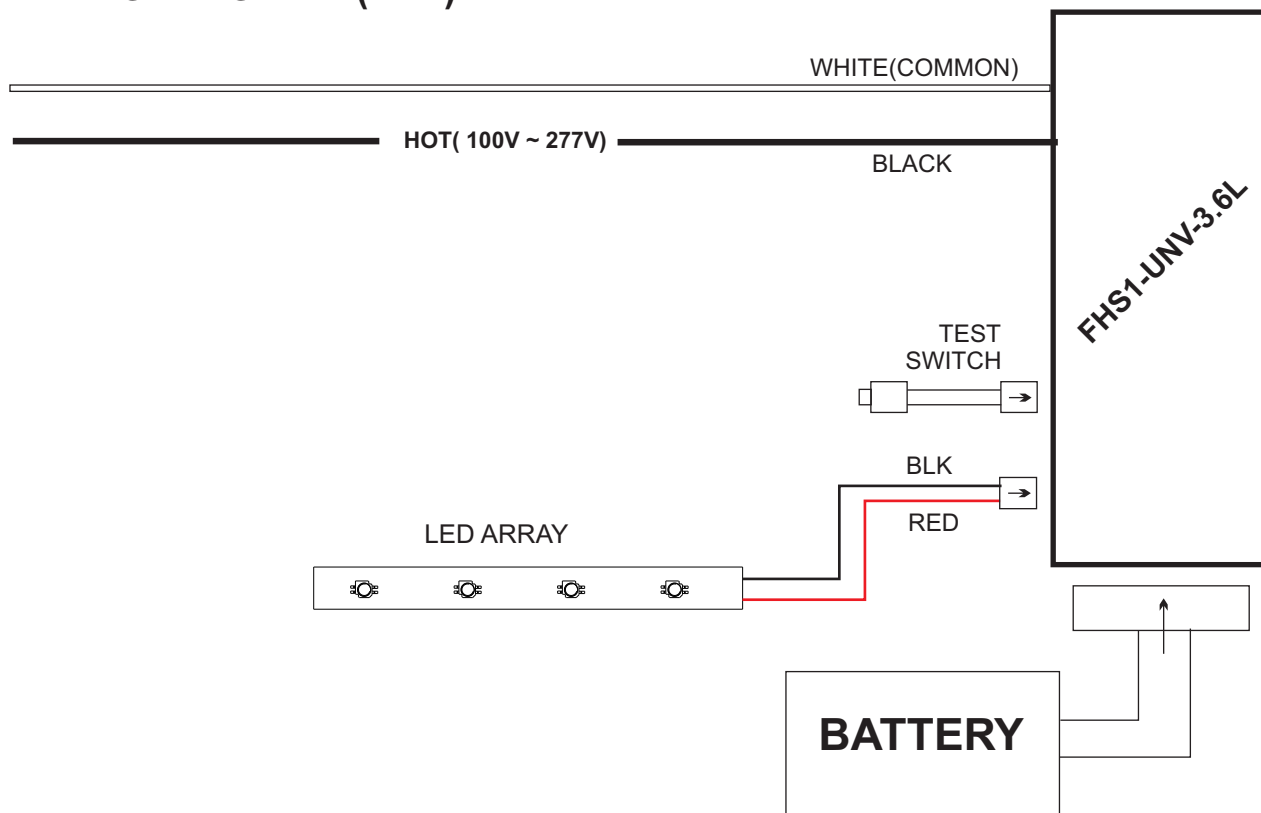 WHITE(COMMON)
HOT( 100V ~ 277V)
BLACK
FHS1-UNV-3.6L
TEST
SWITCH
BLK
RED
LED ARRAY
BATTERY